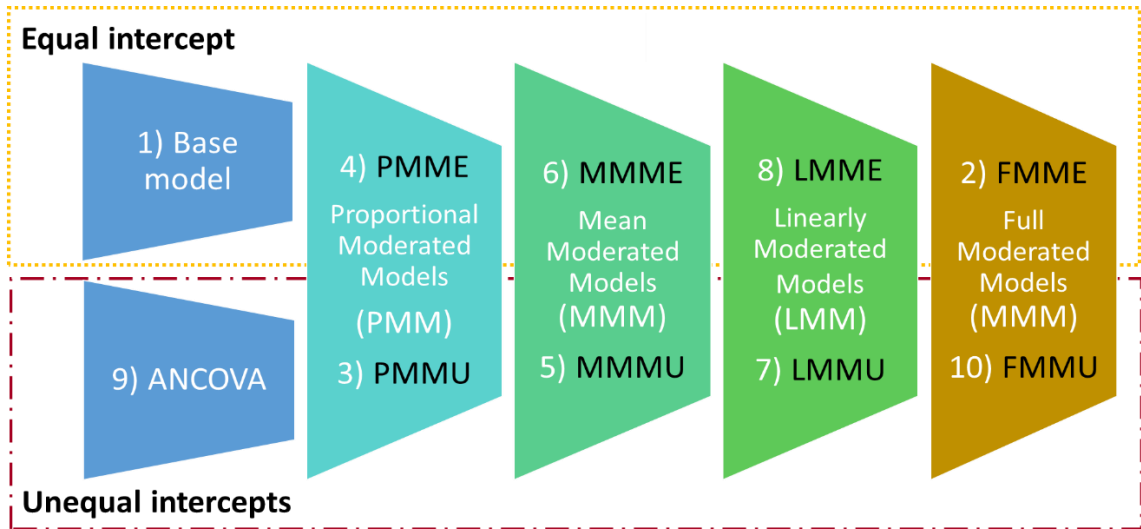 Equal intercept
1) Base
model
9) ANCOVA
4) PMME
Proportional
Moderated
Models
(PMM)
3) PMMU
6) MMME
Mean
Moderated
Models
(MMM)
5) MMMU
8) LMME
Linearly
Moderated
Models
(LMM)
7) LMMU
2) FMME
Full
Moderated
Models
(MMM)
10) FMMU
Unequal intercepts